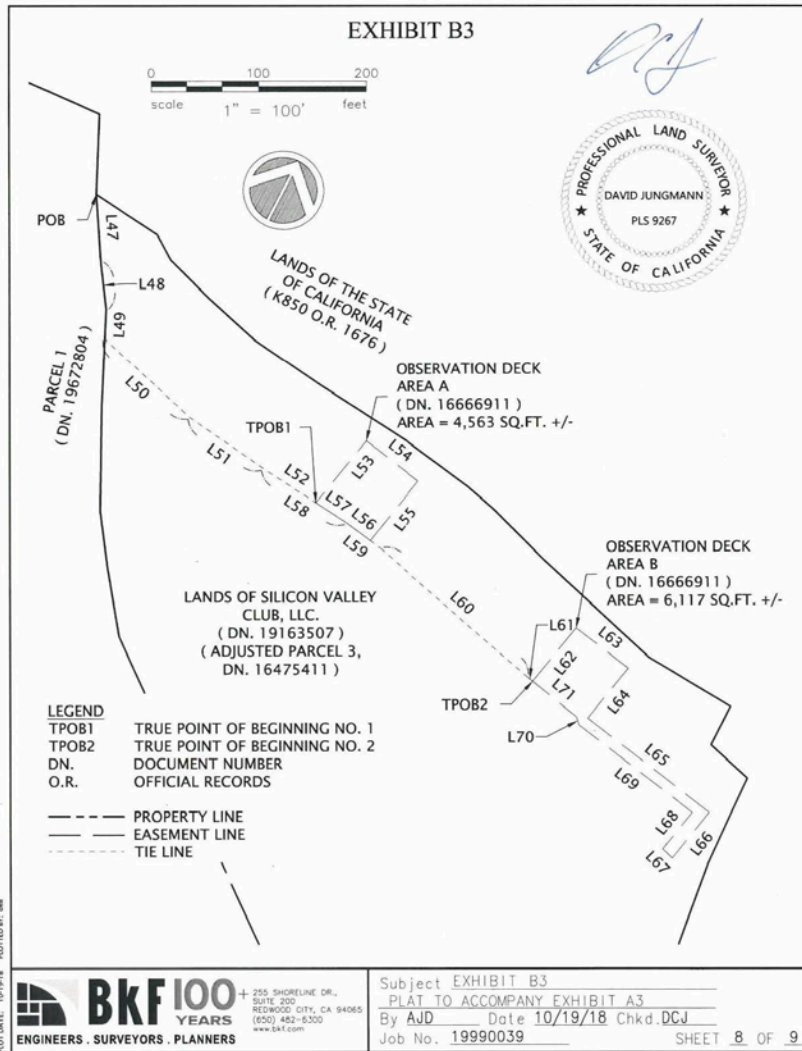 EXHIBIT B3
0 100 200
scale 1" = 100' feet
PROFESSIONAL LAND SURVEYOR
DAVID JUNGMANN
PLS 9267
STATE OF CALIFORNIA
POB
L47
L48
L49
LANDS OF THE STATE
OF CALIFORNIA
( K850 O.R. 1676 )
PARCEL 1
( DN. 19672804 )
L50
L51
L52
L58
TPOB1
OBSERVATION DECK
AREA A
( DN. 16666911 )
AREA = 4,563 SQ.FT. +/-
L53
L54
L55
L57
L56
L59
L60
OBSERVATION DECK
AREA B
( DN. 16666911 )
AREA = 6,117 SQ.FT. +/-
LANDS OF SILICON VALLEY
CLUB, LLC.
( DN. 19163507 )
( ADJUSTED PARCEL 3,
DN. 16475411 )
L61
L62
L63
L64
L71
TPOB2
L70
L65
L69
L68
L66
L67
LEGEND
TPOB1 TRUE POINT OF BEGINNING NO. 1
TPOB2 TRUE POINT OF BEGINNING NO. 2
DN. DOCUMENT NUMBER
O.R. OFFICIAL RECORDS
PROPERTY LINE
EASEMENT LINE
TIE LINE
BKF 100+ YEARS
ENGINEERS . SURVEYORS . PLANNERS
255 SHORELINE DR.,
SUITE 200
REDWOOD CITY, CA 94065
(650) 482-6300
www.bkf.com
Subject EXHIBIT B3
PLAT TO ACCOMPANY EXHIBIT A3
By AJD Date 10/19/18 Chkd.DCJ
Job No. 19990039 SHEET 8 OF 9